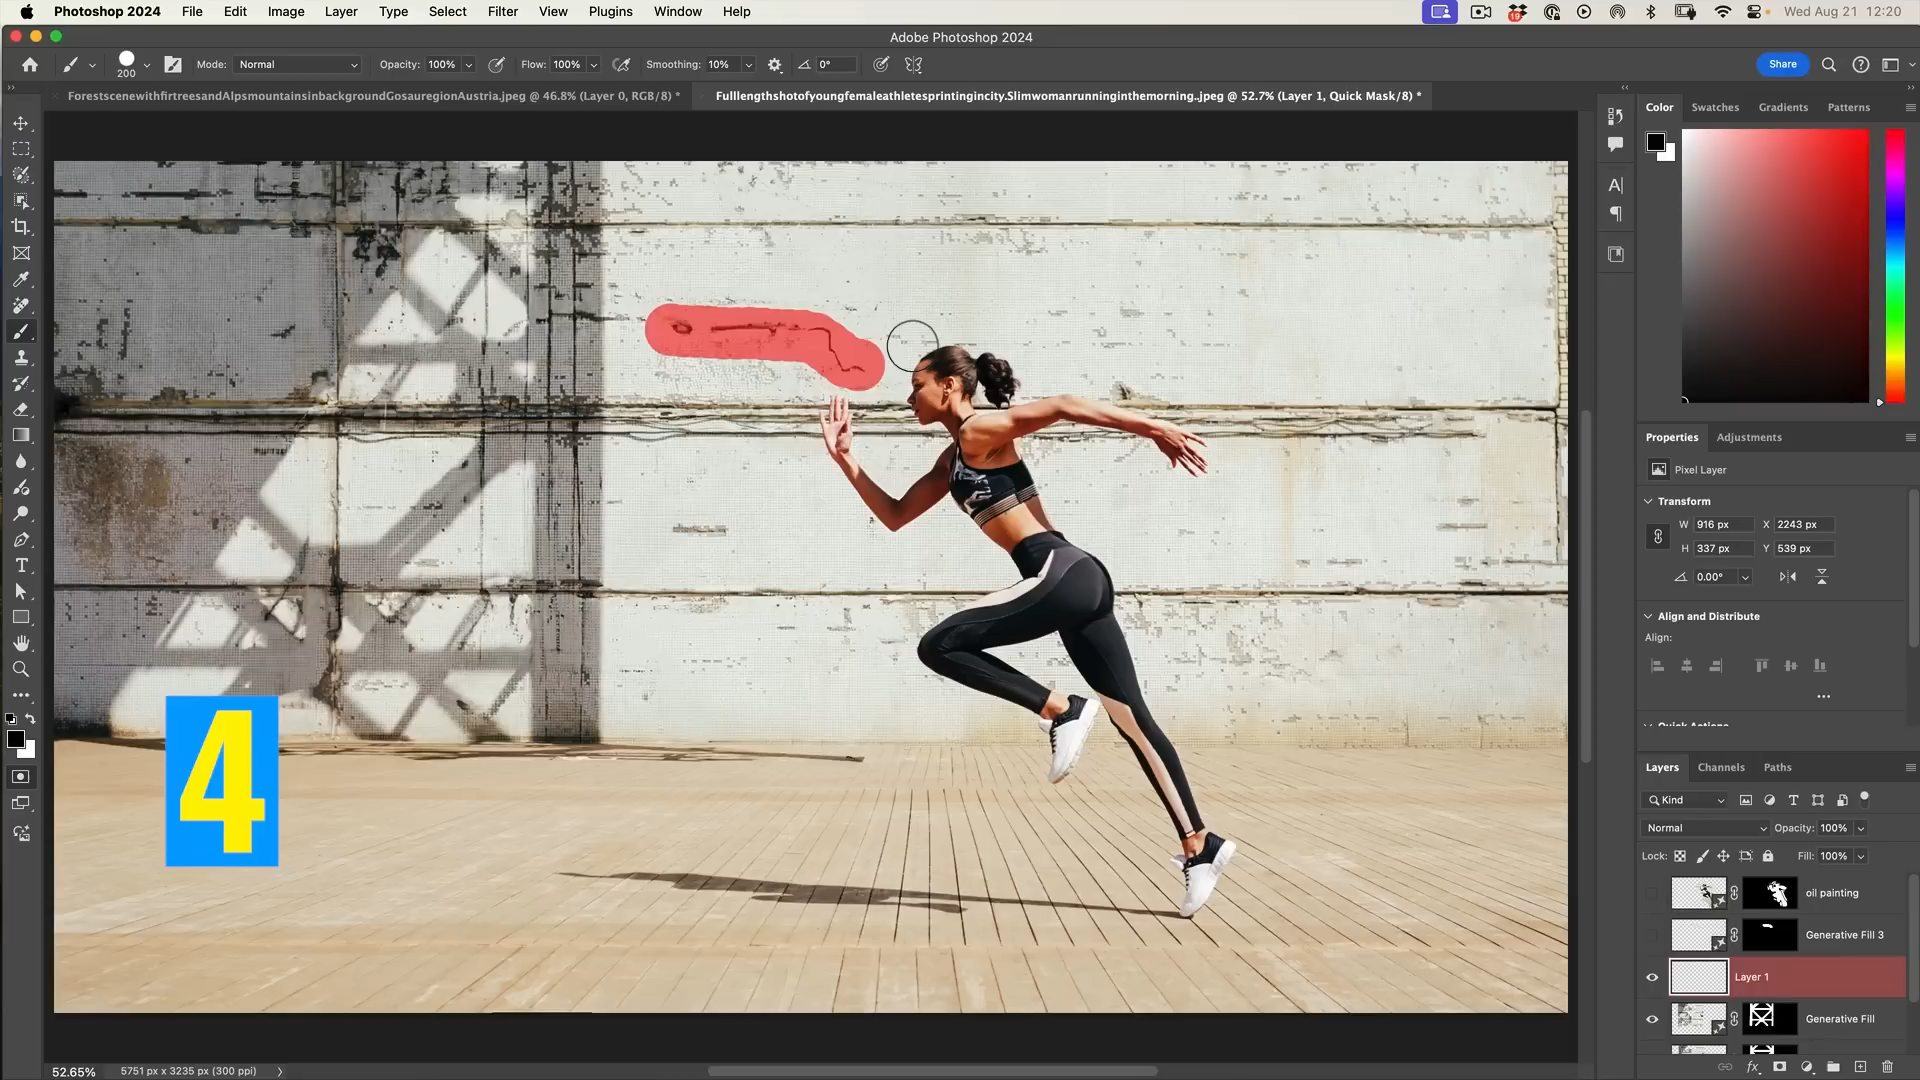 Photoshop 2024 File Edit Image Layer Type Select Filter View Plugins Window Help 19 Wed Aug 21 12:20
Adobe Photoshop 2024
200 Mode: Normal Opacity: 100% Flow: 100% Smoothing: 10% 0° Share
ForestscenewithfirtreesandAlpsmountainsinbackgroundGosauregionAustria.jpeg @ 46.8% (Layer 0, RGB/8) *
Fulllengthshotofyoungfemaleathletesprintingincity.Slimwomanrunninginthemorning..jpeg @ 52.7% (Layer 1, Quick Mask/8) *
Color Swatches Gradients Patterns
Properties Adjustments
Pixel Layer
Transform
W 916 px X 2243 px
H 337 px Y 539 px
0.00°
Align and Distribute
Align:
Quick Actions
Layers Channels Paths
Kind
Normal Opacity: 100%
Lock: Fill: 100%
oil painting
Generative Fill 3
Layer 1
Generative Fill
4
52.65% 5751 px x 3235 px (300 ppi)